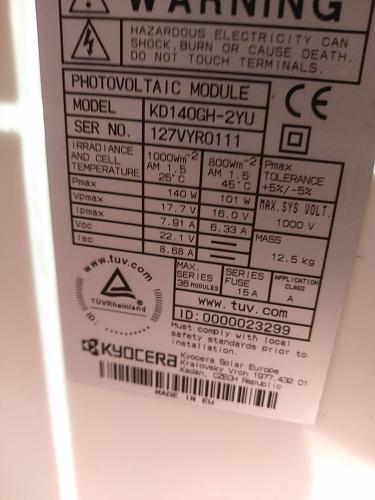 WARNING
HAZARDOUS ELECTRICITY CAN
SHOCK, BURN OR CAUSE DEATH.
DO NOT TOUCH TERMINALS.
PHOTOVOLTAIC MODULE
MODEL KD140GH-2YU
SER NO. 127VYR0111
CE
IRRADIANCE AND CELL TEMPERATURE 1000Wm-2 AM 1.5 25°C 800Wm-2 AM 1.5 45°C
Pmax 140 W 101 W
Vpmax 17.7 V 16.0 V
Ipmax 7.91 A 6.33 A
Voc 22.1 V
Isc 8.68 A
Pmax
TOLERANCE
+5%/-5%
MAX. SYS VOLT.
1000 V
MASS
12.5 kg
MAX. SERIES 35 MODULES
SERIES FUSE 15 A
APPLICATION CLASS A
www.tuv.com
TÜVRheinland
ID:
www.tuv.com
ID: 0000023299
Must comply with local
safety standards prior to
installation.
KYOCERA
Kyocera Solar Europe
Kralovsky Vrch 1977,432 01
Kadan, CZECH Republic
MADE IN EU